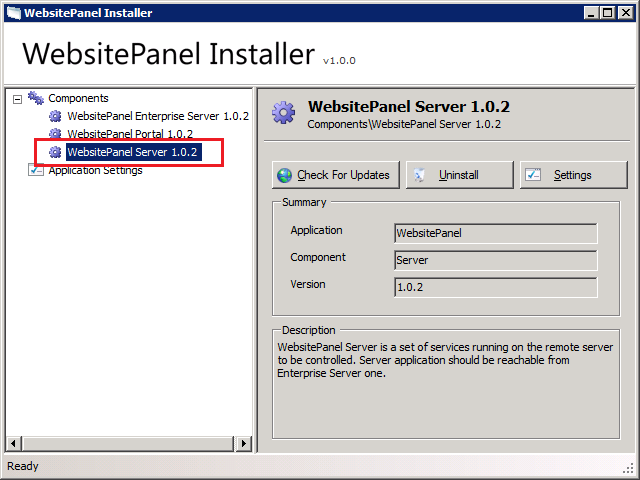 WebsitePanel Installer
WebsitePanel Installer v1.0.0
Components
WebsitePanel Enterprise Server 1.0.2
WebsitePanel Portal 1.0.2
WebsitePanel Server 1.0.2
Application Settings
WebsitePanel Server 1.0.2
Components\WebsitePanel Server 1.0.2
Check For Updates
Uninstall
Settings
Summary
Application WebsitePanel
Component Server
Version 1.0.2
Description
WebsitePanel Server is a set of services running on the remote server
to be controlled. Server application should be reachable from
Enterprise Server one.
Ready